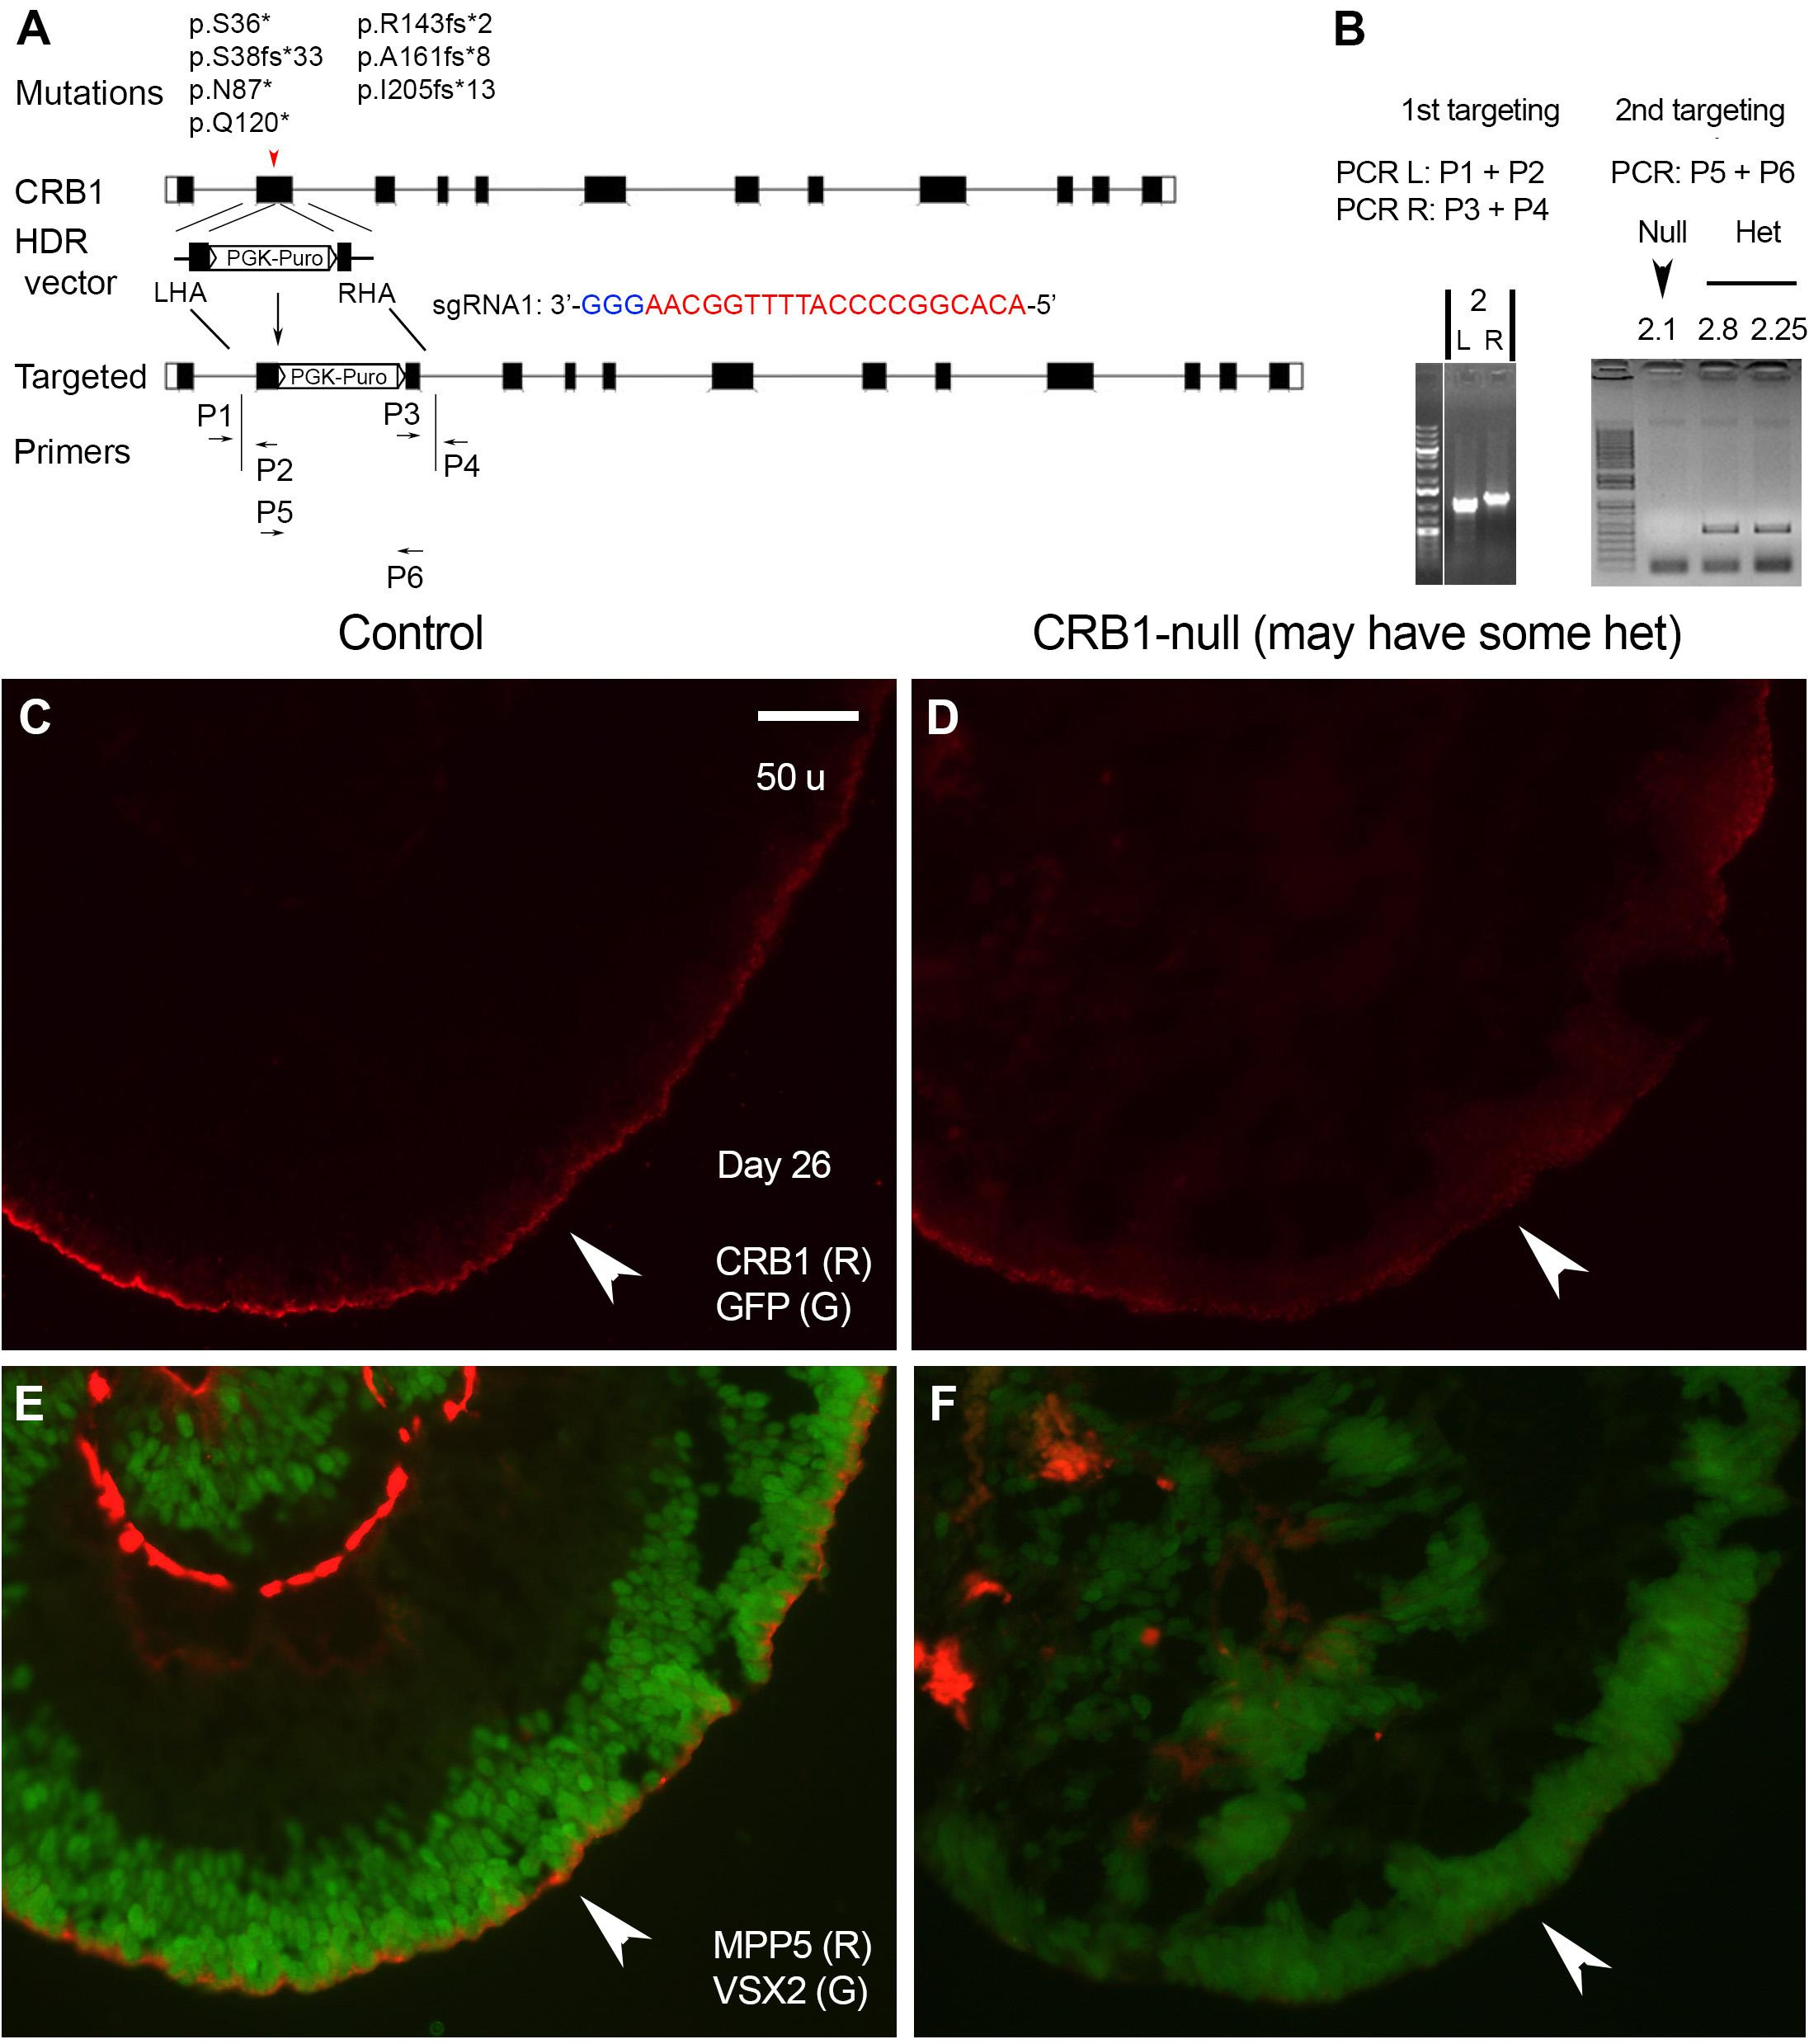 A
B
p.S36*
p.R143fs*2
p.S38fs*33
p.A161fs*8
Mutations
p.N87*
p.I205fs*13
p.Q120*
1st targeting
2nd targeting
PCR L: P1 + P2
PCR: P5 + P6
PCR R: P3 + P4
CRB1
HDR
vector
PGK-Puro
Null
Het
LHA
RHA
sgRNA1: 3’-GGGAACGGTTTTACCCCGGCACA-5’
2
L R
2.1
2.8
2.25
Targeted
PGK-Puro
P1
P3
Primers
P2
P4
P5
P6
Control
CRB1-null (may have some het)
C
D
50 u
Day 26
CRB1 (R)
GFP (G)
E
F
MPP5 (R)
VSX2 (G)